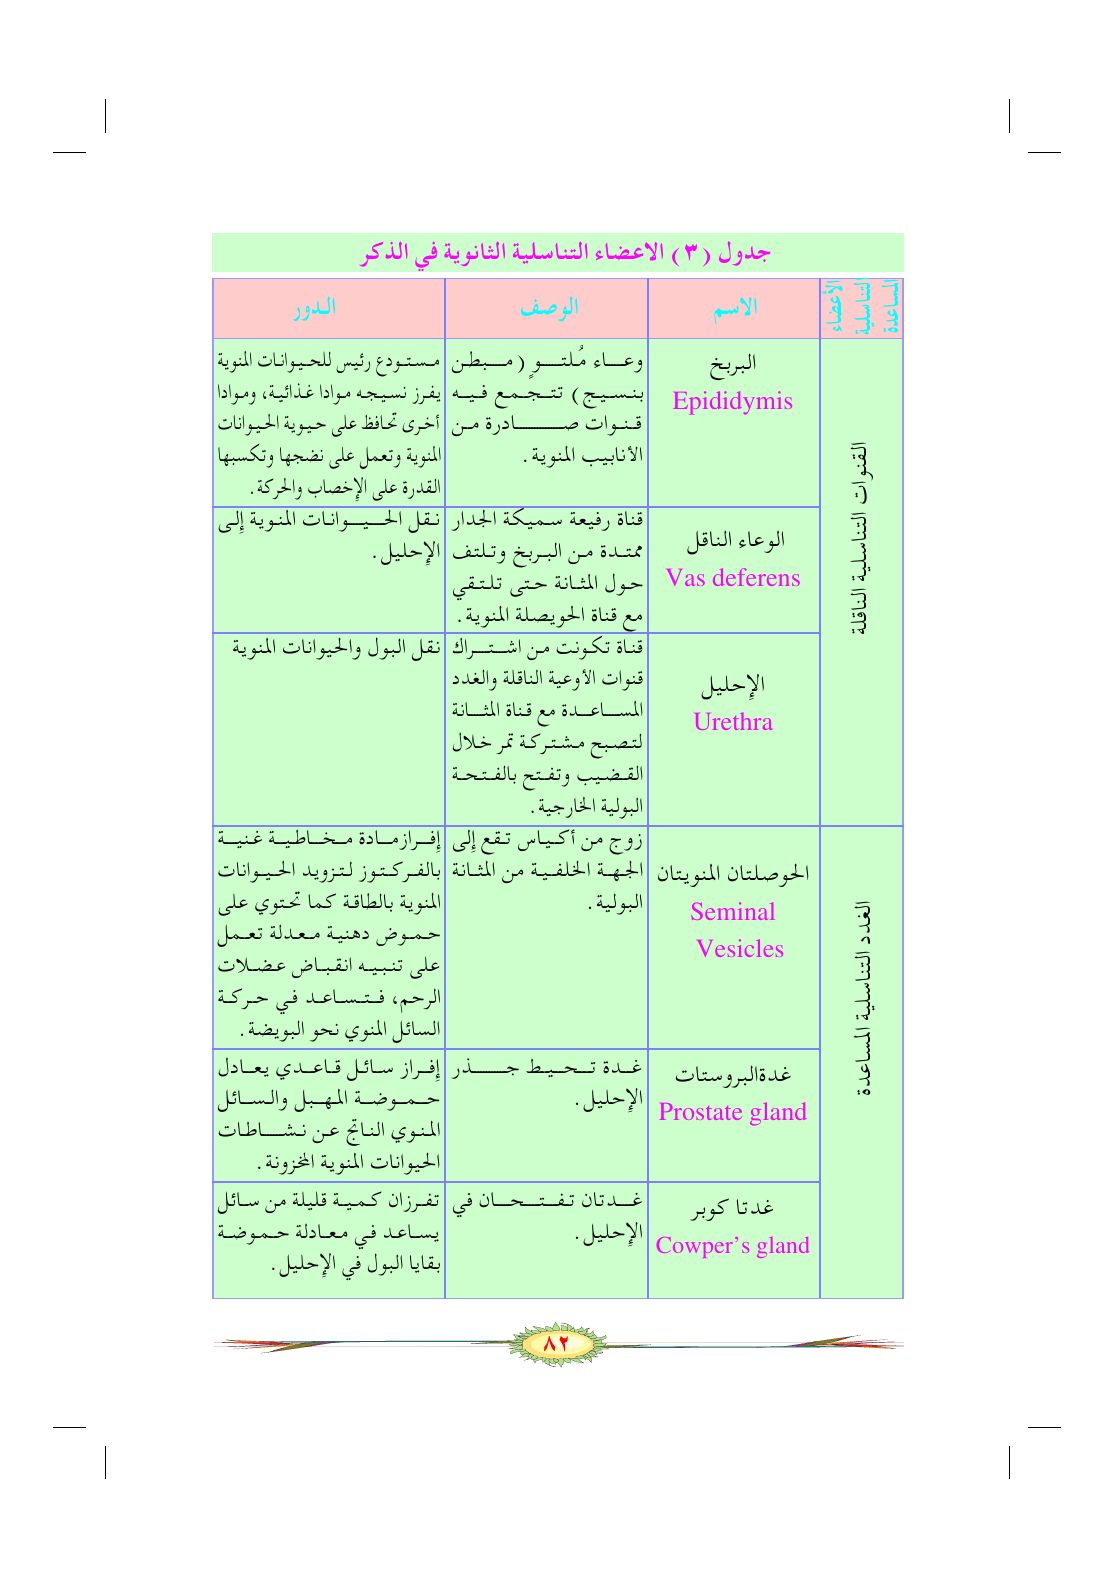 جدول (٣) الاعضاء التناسلية الثانوية في الذكر
الأعضاء
التناسلية
المساعدة
الاسم
الوصف
الدور
القنوات التناسلية الناقلة
البربخ
Epididymis
وعاء مُلتوٍ (مبطن
بنسيج) تتجمع فيه
قنوات صادرة من
الأنابيب المنوية.
مستودع رئيس للحيوانات المنوية
يفرز نسيجه موادا غذائية، وموادا
أخرى تحافظ على حيوية الحيوانات
المنوية وتعمل على نضجها وتكسبها
القدرة على الإخصاب والحركة.
الوعاء الناقل
Vas deferens
قناة رفيعة سميكة الجدار
ممتدة من البربخ وتلتف
حول المثانة حتى تلتقي
مع قناة الحويصلة المنوية.
نقل الحيوانات المنوية إلى
الإحليل.
الإحليل
Urethra
قناة تكونت من اشتراك
قنوات الأوعية الناقلة والغدد
المساعدة مع قناة المثانة
لتصبح مشتركة تمر خلال
القضيب وتفتح بالفتحة
البولية الخارجية.
نقل البول والحيوانات المنوية
الغدد التناسلية المساعدة
الحوصلتان المنويتان
Seminal
Vesicles
زوج من أكياس تقع إلى
الجهة الخلفية من المثانة
البولية.
إفراز مادة مخاطية غنية
بالفركتوز لتزويد الحيوانات
المنوية بالطاقة كما تحتوي على
حموض دهنية معدلة تعمل
على تنبيه انقباض عضلات
الرحم، فتساعد في حركة
السائل المنوي نحو البويضة.
غدةالبروستات
Prostate gland
غدة تحيط جذر
الإحليل.
إفراز سائل قاعدي يعادل
حموضة المهبل والسائل
المنوي الناتج عن نشاطات
الحيوانات المنوية المخزونة.
غدتا كوبر
Cowper's gland
غدتان تفتحان في
الإحليل.
تفرزان كمية قليلة من سائل
يساعد في معادلة حموضة
بقايا البول في الإحليل.
٨٢